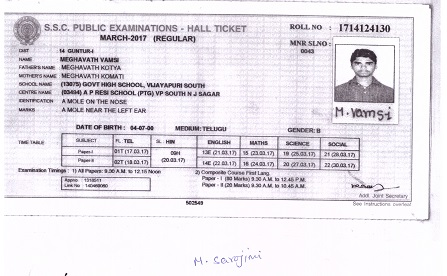 S.S.C. PUBLIC EXAMINATIONS - HALL TICKET
MARCH-2017 (REGULAR)
ROLL NO : 1714124130
MNR SLNO :
0043
DIST 14 GUNTUR-I
NAME MEGHAVATH VAMSI
FATHER'S NAME MEGHAVATH KOTYA
MOTHER'S NAME MEGHAVATH KOMATI
SCHOOL NAME (13075) GOVT HIGH SCHOOL, VIJAYAPURI SOUTH
CENTRE NAME (03494) A P RESI SCHOOL (PTG) VP SOUTH N J SAGAR
IDENTIFICATION A MOLE ON THE NOSE
MARKS A MOLE NEAR THE LEFT EAR
M. Vamsi
DATE OF BIRTH : 04-07-00 MEDIUM: TELUGU GENDER: B
TIME TABLE SUBJECT TEL HIN ENGLISH MATHS SCIENCE SOCIAL
Paper-I 01T (17.03.17) 09H (20.03.17) 13E (21.03.17) 15 (23.03.17) 19 (25.03.17) 21 (28.03.17)
Paper-II 02T (18.03.17) 14E (22.03.17) 16 (24.03.17) 20 (27.03.17) 22 (30.03.17)
Examination Timings : 1) All Papers: 9.30 A.M. to 12.15 Noon 2) Composite Course First Lang.
Paper - I (80 Marks) 9.30 A.M. to 12.45 P.M.
Paper - II (20 Marks) 9.30 A.M. to 10.45 A.M.
Appno 1318511
Link No 140468060
Addl. Joint Secretary
See Instructions overleaf
502849
M. Sarojini